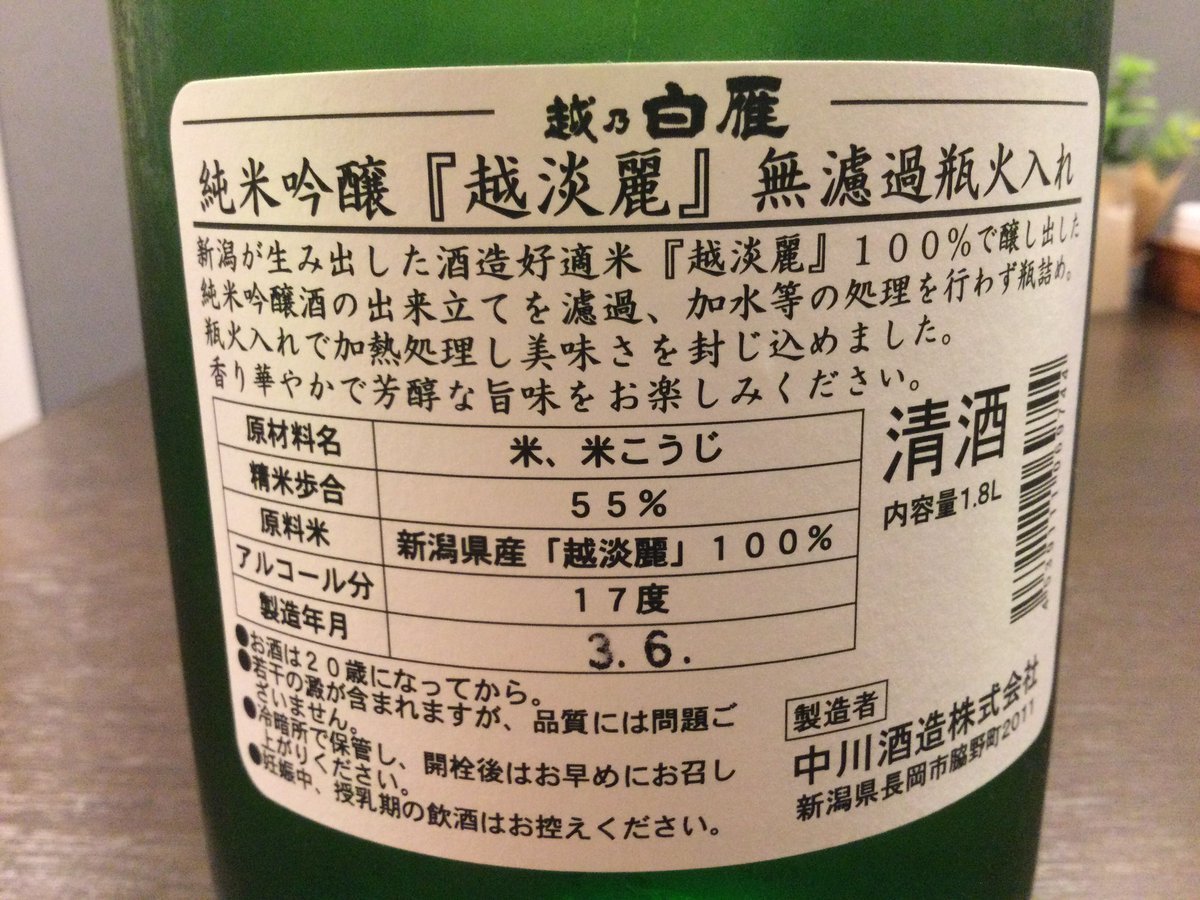 越乃白雁
純米吟醸『越淡麗』無濾過瓶火入れ
新潟が生み出した酒造好適米『越淡麗』１００％で醸し出した
純米吟醸酒の出来立てを濾過、加水等の処理を行わず瓶詰め。
瓶火入れで加熱処理し美味さを封じ込めました。
香り華やかで芳醇な旨味をお楽しみください。
原材料名 米、米こうじ
精米歩合 ５５％
原料米 新潟県産「越淡麗」１００％
アルコール分 １７度
製造年月 3.6.
清酒
内容量1.8L
●お酒は２０歳になってから。
●若干の澱が含まれますが、品質には問題ご
ざいません。
●冷暗所で保管し、開栓後はお早めにお召し
上がりください。
●妊娠中、授乳期の飲酒はお控えください。
製造者
中川酒造株式会社
新潟県長岡市脇野町2011